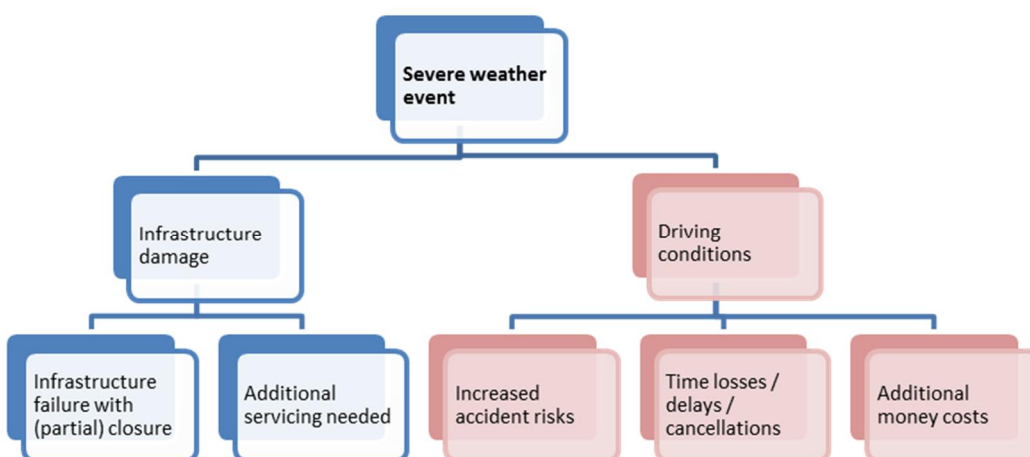 Severe weather
event
Infrastructure
damage
Driving
conditions
Infrastructure
failure with
(partial) closure
Additional
servicing needed
Increased
accident risks
Time losses /
delays /
cancellations
Additional
money costs